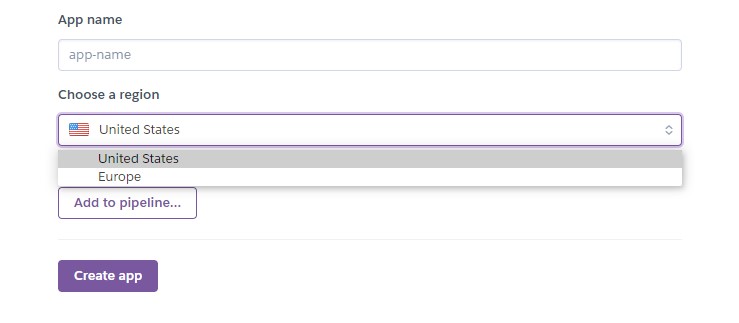 App name
app-name
Choose a region
United States
United States
Europe
Add to pipeline...
Create app